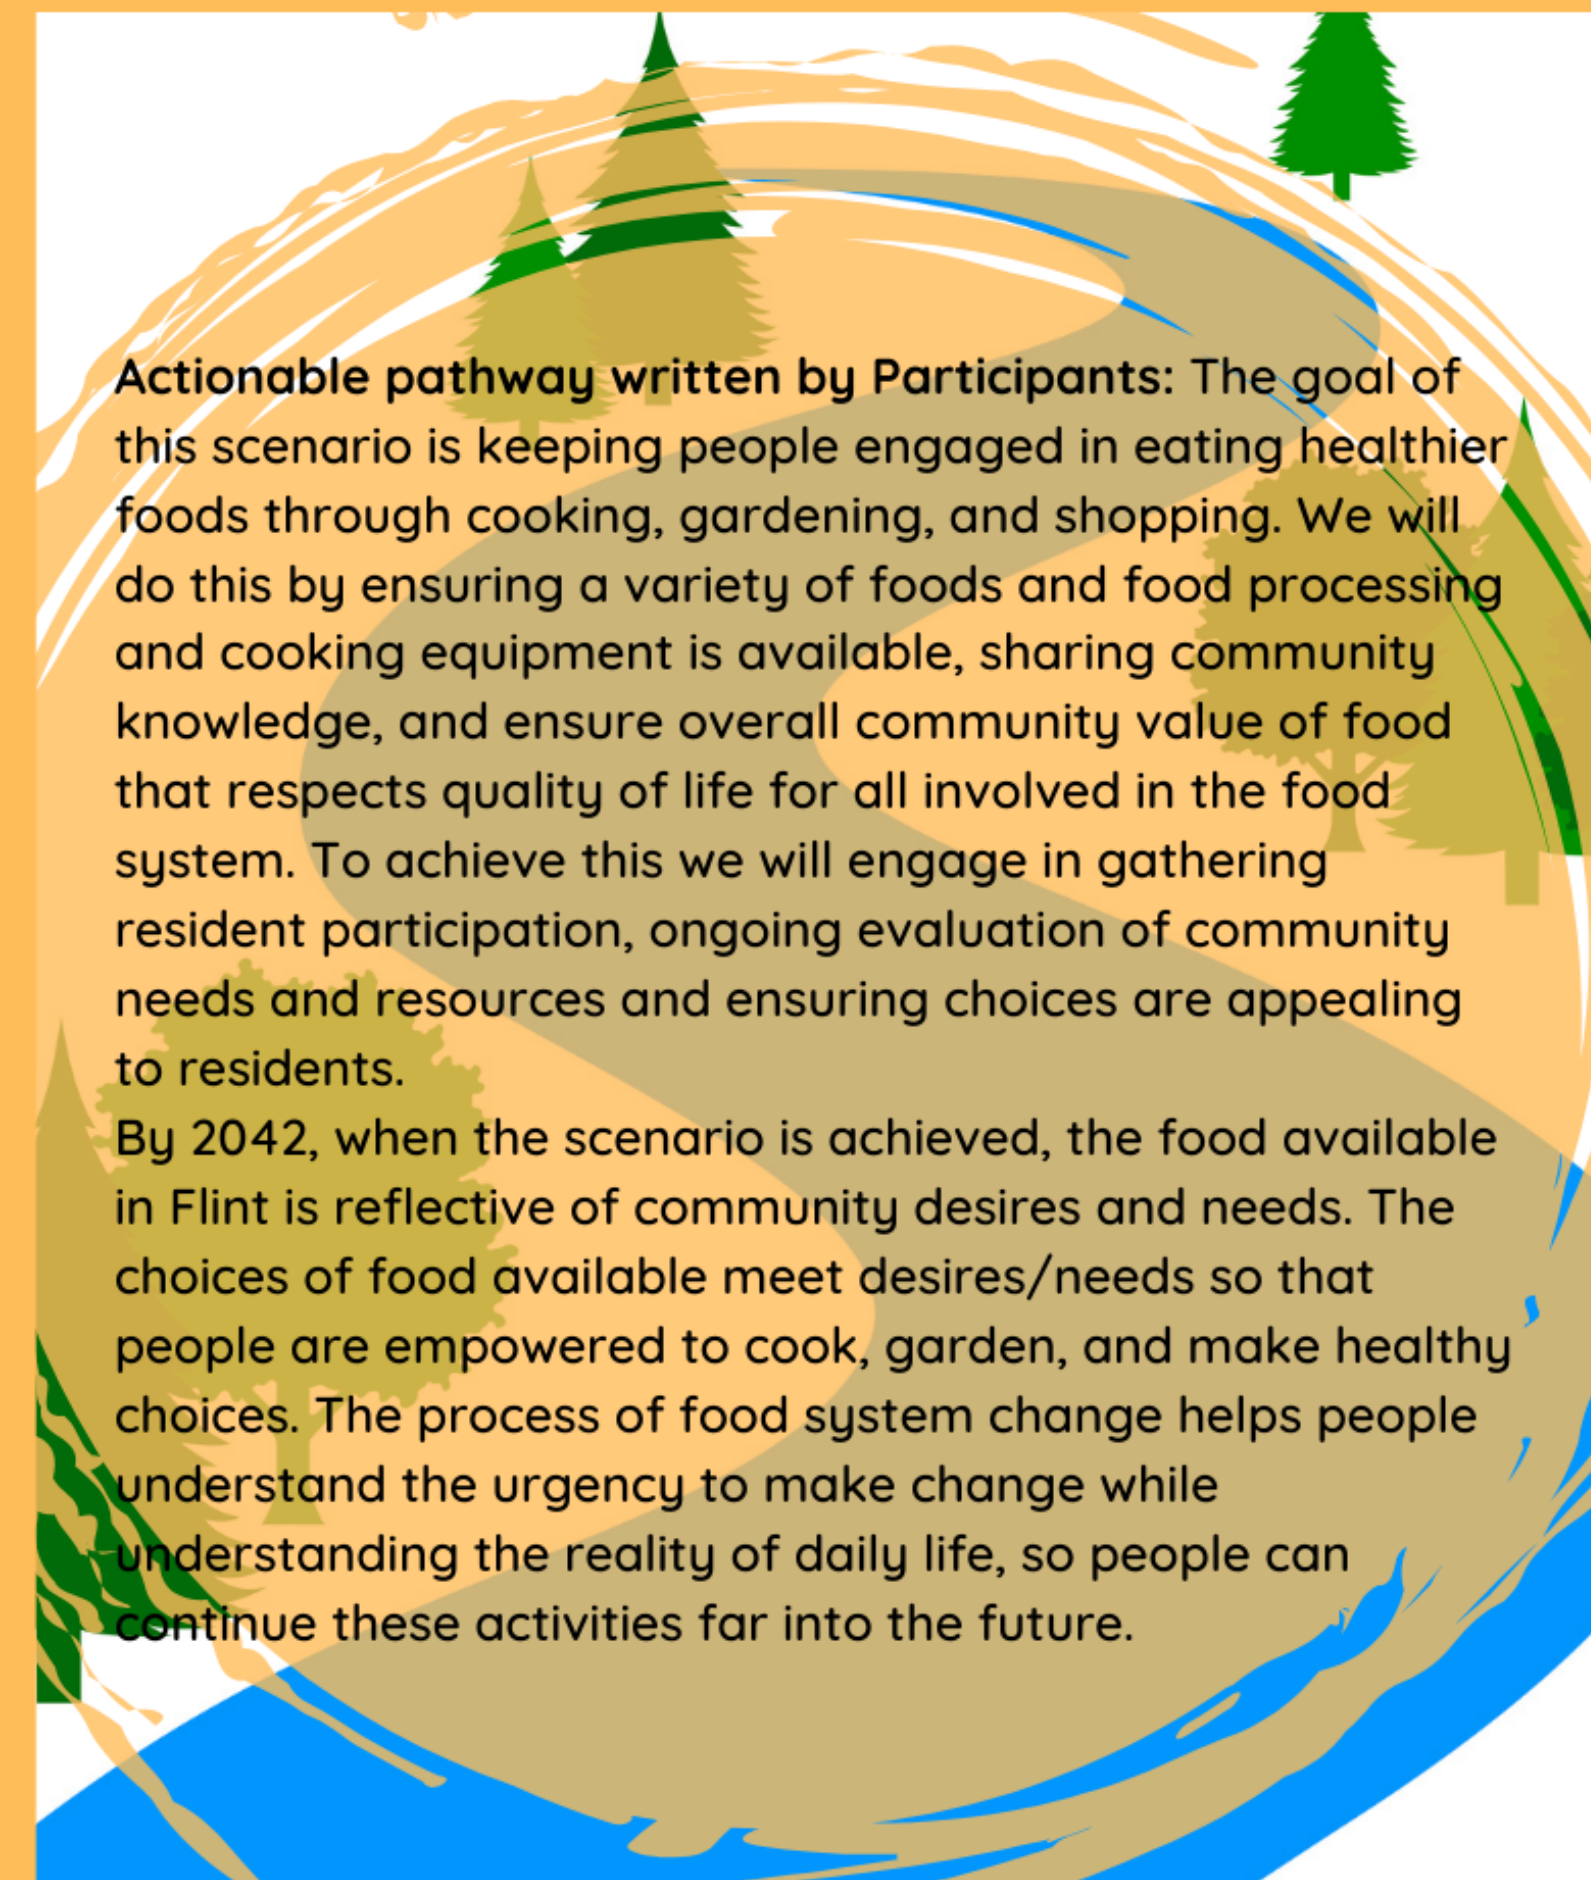 Actionable pathway written by Participants: The goal of
this scenario is keeping people engaged in eating healthier
foods through cooking, gardening, and shopping. We will
do this by ensuring a variety of foods and food processing
and cooking equipment is available, sharing community
knowledge, and ensure overall community value of food
that respects quality of life for all involved in the food
system. To achieve this we will engage in gathering
resident participation, ongoing evaluation of community
needs and resources and ensuring choices are appealing
to residents.
By 2042, when the scenario is achieved, the food available
in Flint is reflective of community desires and needs. The
choices of food available meet desires/needs so that
people are empowered to cook, garden, and make healthy
choices. The process of food system change helps people
understand the urgency to make change while
understanding the reality of daily life, so people can
continue these activities far into the future.